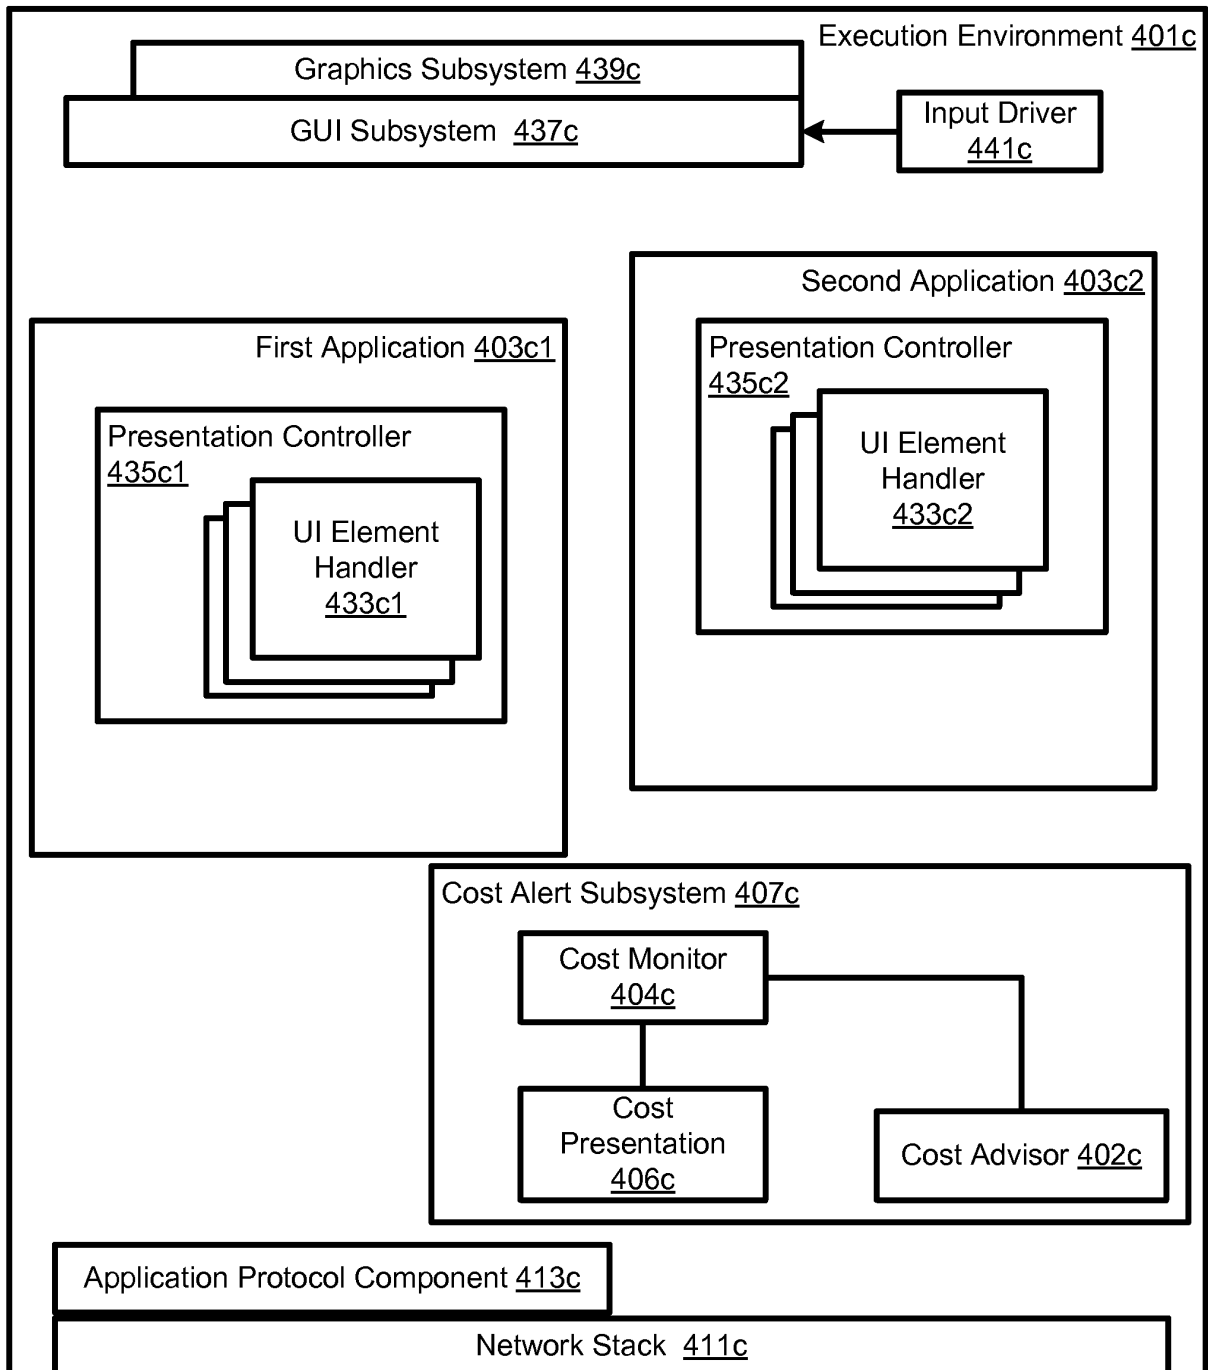 Execution Environment 401c
Graphics Subsystem 439c
GUI Subsystem 437c
Input Driver
441c
Second Application 403c2
Presentation Controller
435c2
UI Element
Handler
433c2
First Application 403c1
Presentation Controller
435c1
UI Element
Handler
433c1
Cost Alert Subsystem 407c
Cost Monitor
404c
Cost
Presentation
406c
Cost Advisor 402c
Application Protocol Component 413c
Network Stack 411c